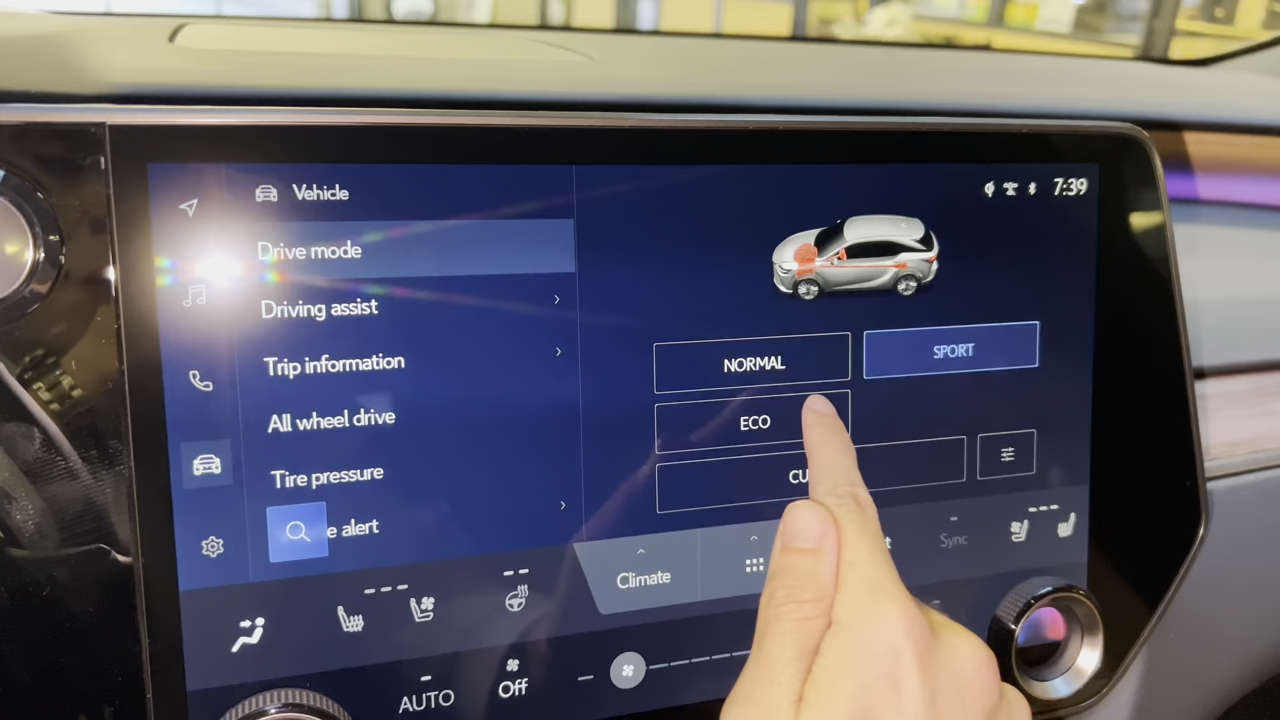 Vehicle
7:39
Drive mode
Driving assist
Trip information
All wheel drive
Tire pressure
e alert
NORMAL
SPORT
ECO
CU
Climate
Sync
AUTO
Off